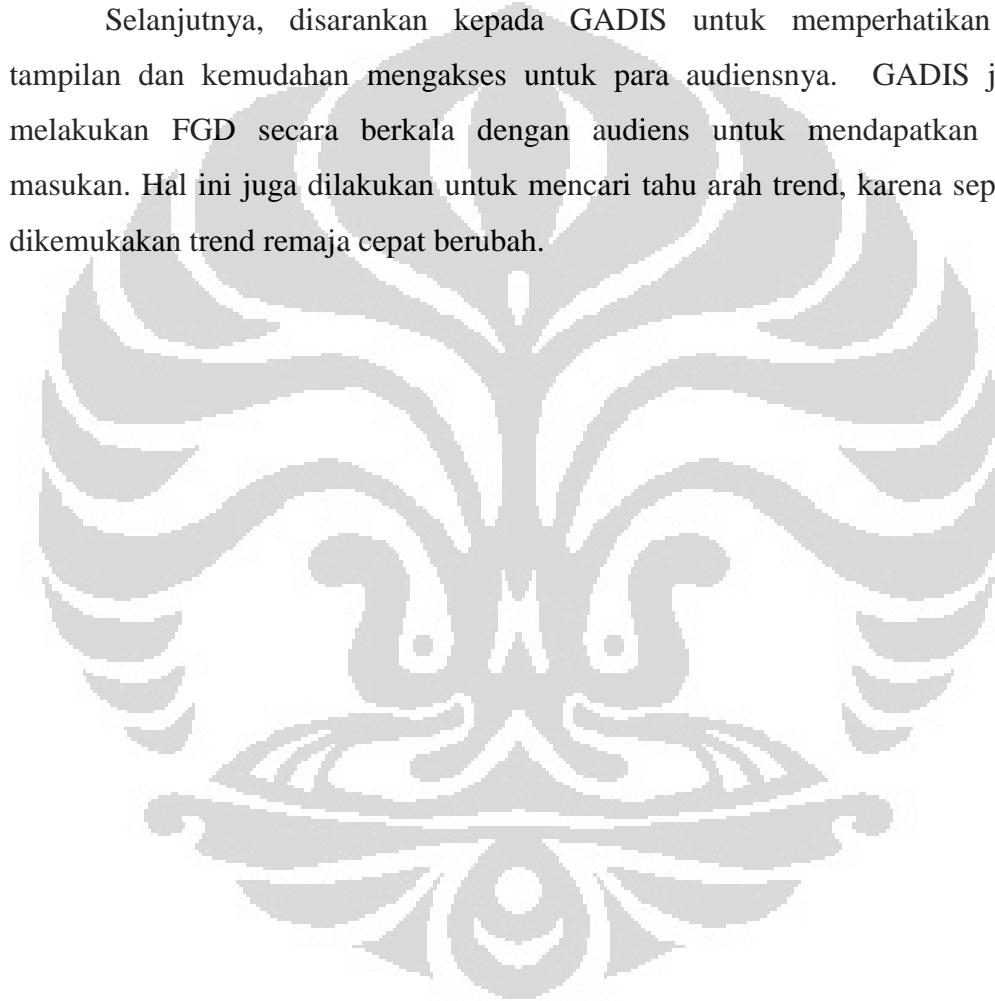 Selanjutnya, disarankan kepada GADIS untuk memperhatikan
tampilan dan kemudahan mengakses untuk para audiensnya. GADIS
melakukan FGD secara berkala dengan audiens untuk mendapatkan
masukan. Hal ini juga dilakukan untuk mencari tahu arah trend, karena
dikemukakan trend remaja cepat berubah.